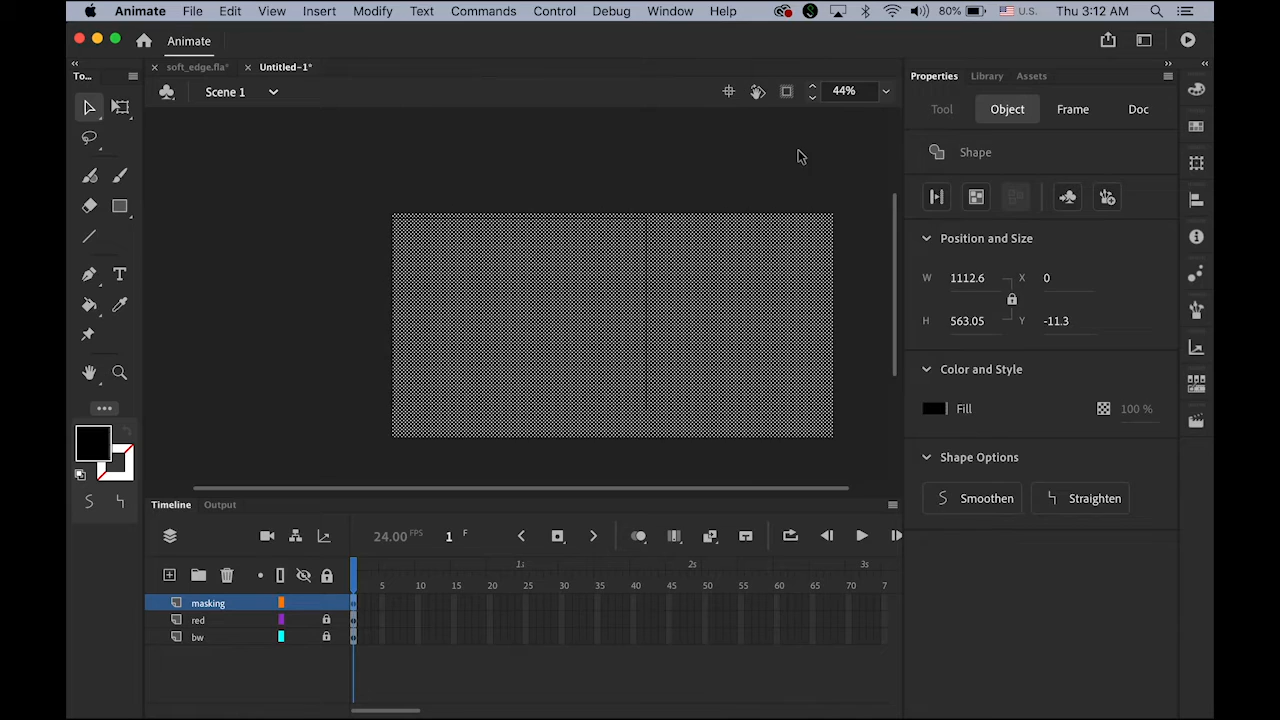 Animate File Edit View Insert Modify Text Commands Control Debug Window Help 80% U.S. Thu 3:12 AM
Animate
To... soft_edge.fla* Untitled-1* Properties Library Assets
Scene 1 44%
Tool Object Frame Doc
Shape
Position and Size
W 1112.6 X 0
H 563.05 Y -11.3
Color and Style
Fill 100 %
Shape Options
Smoothen Straighten
Timeline Output
24.00 FPS 1 F
1s 2s 3s
5 10 15 20 25 30 35 40 45 50 55 60 65 70 7
masking
red
bw